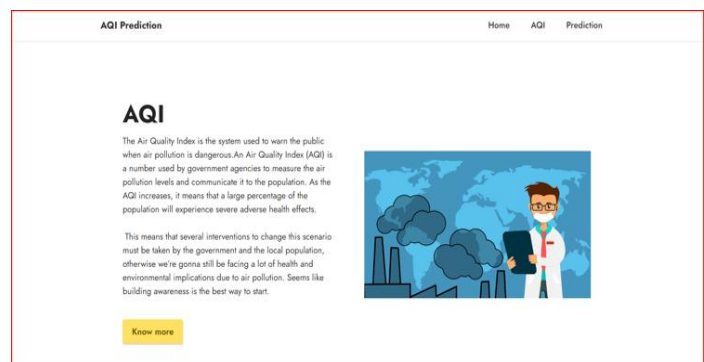 AQI Prediction
Home AQI Prediction
AQI
The Air Quality Index is the system used to warn the public
when air pollution is dangerous.An Air Quality Index (AQI) is
a number used by government agencies to measure the air
pollution levels and communicate it to the population. As the
AQI increases, it means that a large percentage of the
population will experience severe adverse health effects.
This means that several interventions to change this scenario
must be taken by the government and the local population,
otherwise we're gonna still be facing a lot of health and
environmental implications due to air pollution. Seems like
building awareness is the best way to start.
Know more